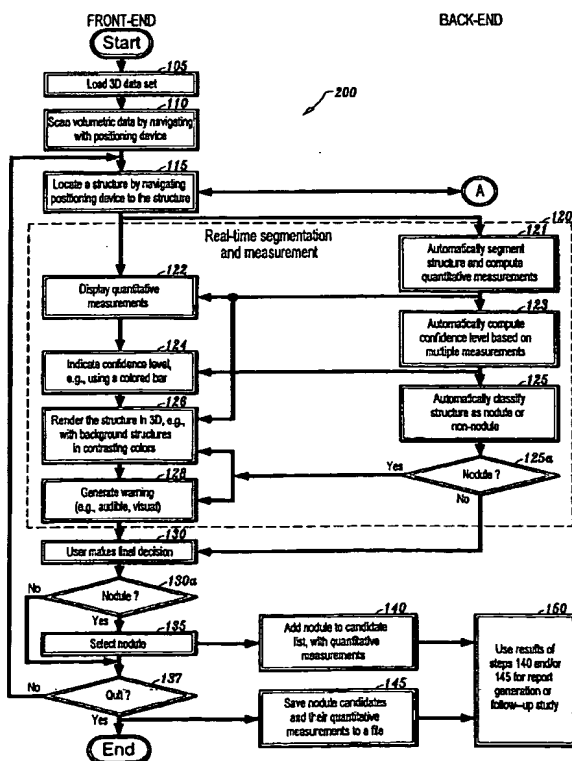 FRONT-END
BACK-END
Start
105
Load 3D data set
200
110
Scan volumetric data by navigating
with positioning device
115
Locate a structure by navigating
positioning device to the structure
A
120
Real-time segmentation
and measurement
121
Automatically segment
structure and compute
quantitative measurements
122
Display quantitative
measurements
123
Automatically compute
confidence level based on
multiple measurements
124
Indicate confidence level,
e.g., using a colored bar
125
Automatically classify
structure as nodule or
non-nodule
126
Render the structure in 3D, e.g.,
with background structures
in contrasting colors
125a
Nodule ?
Yes
No
128
Generate warning
(e.g., audible, visual)
130
User makes final decision
130a
Nodule ?
No
Yes
135
Select nodule
140
Add nodule to candidate
list, with quantitative
measurements
160
Use results of
steps 140 and/or
145 for report
generation or
follow-up study
137
Quit ?
No
Yes
145
Save nodule candidates
and their quantitative
measurements to a file
End